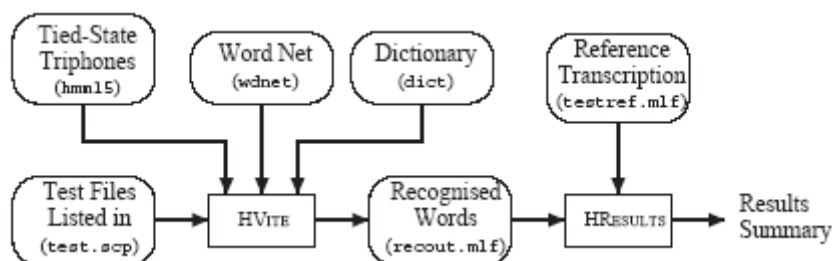 Tied-State
Triphones
(hmm15)
Word Net
(wdnet)
Dictionary
(dict)
Reference
Transcription
(testref.mlf)
Test Files
Listed in
(test.scp)
HVITE
Recognised
Words
(recout.mlf)
HRESULTS
Results
Summary